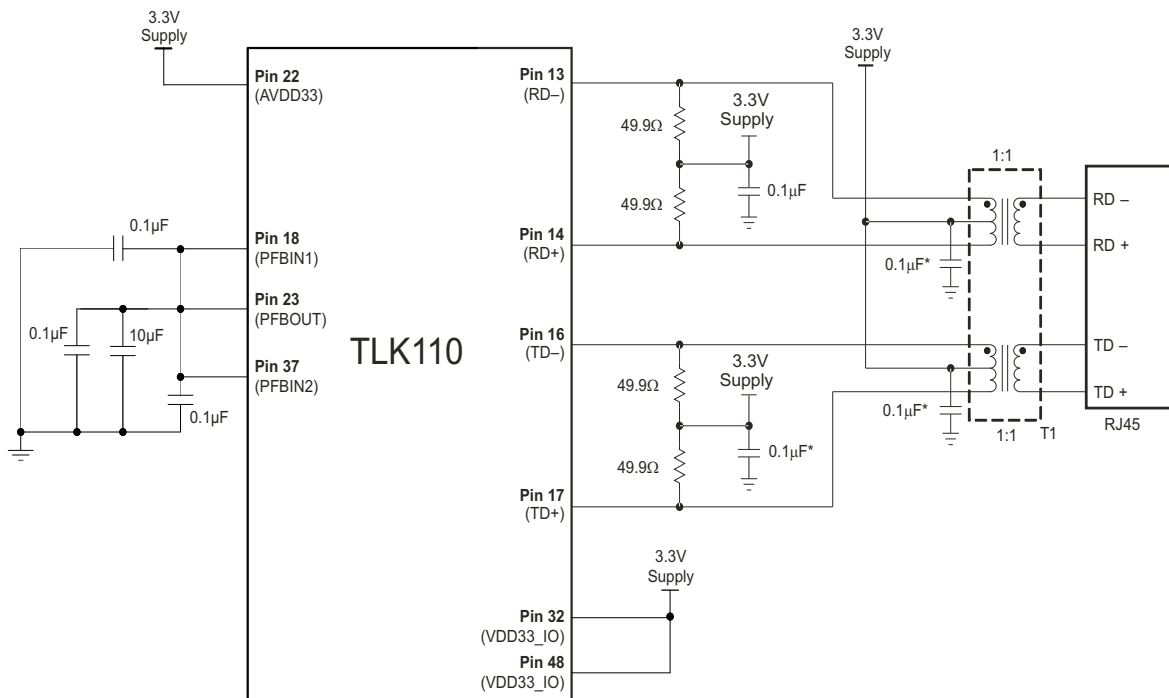 3.3V
Supply
Pin 22
(AVDD33)
0.1µF
Pin 18
(PFBIN1)
Pin 23
(PFBOUT)
0.1µF
10µF
Pin 37
(PFBIN2)
0.1µF
TLK110
Pin 13
(RD–)
49.9Ω
3.3V
Supply
0.1µF
49.9Ω
Pin 14
(RD+)
Pin 16
(TD–)
49.9Ω
3.3V
Supply
0.1µF*
49.9Ω
Pin 17
(TD+)
3.3V
Supply
Pin 32
(VDD33_IO)
Pin 48
(VDD33_IO)
3.3V
Supply
1:1
0.1µF*
RD –
RD +
0.1µF*
TD –
TD +
1:1
T1
RJ45